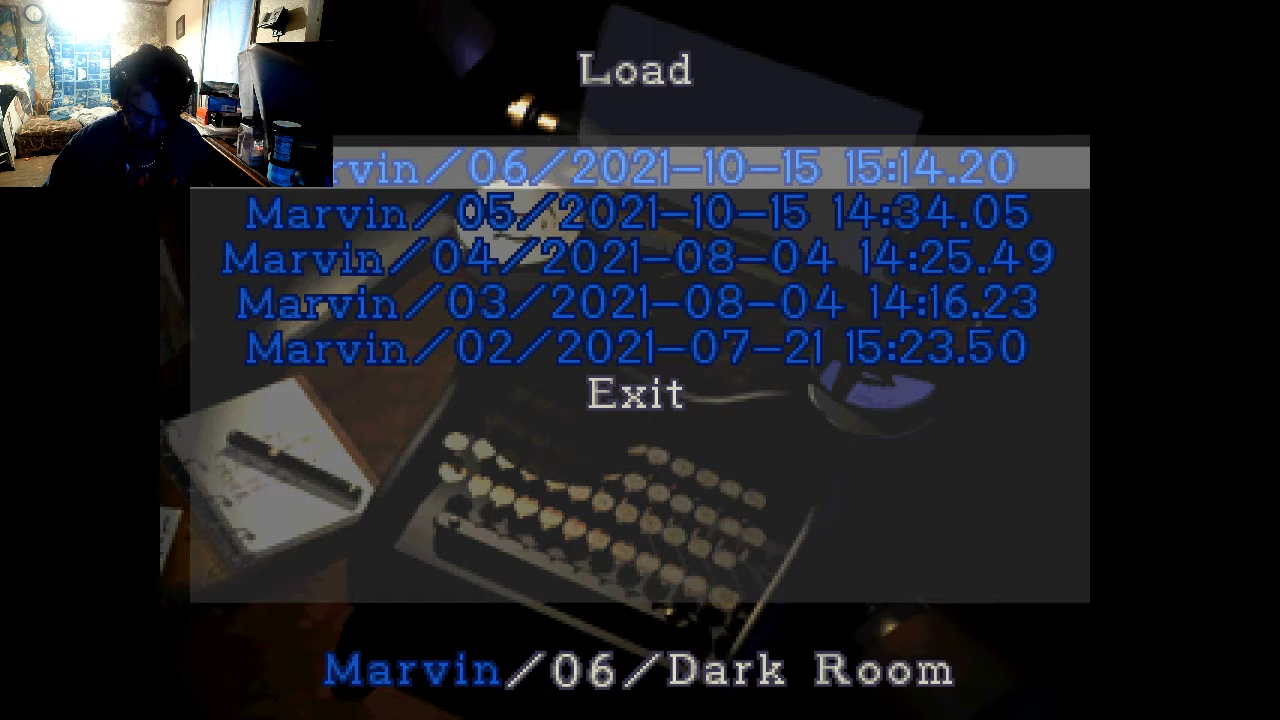 Load
rvin/06/2021-10-15 15:14.20
Marvin/05/2021-10-15 14:34.05
Marvin/04/2021-08-04 14:25.49
Marvin/03/2021-08-04 14:16.23
Marvin/02/2021-07-21 15:23.50
Exit
Marvin/06/Dark Room